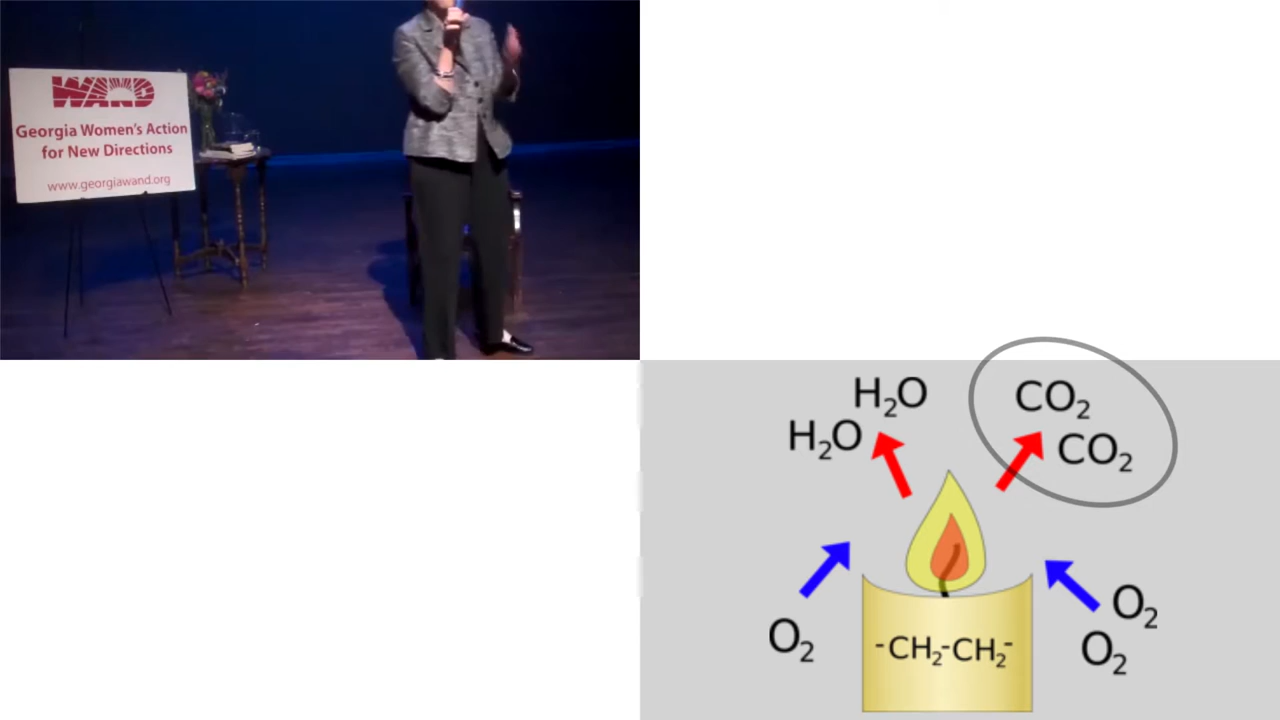 WAND
Georgia Women's Action
for New Directions
www.georgiawand.org
H₂O
H₂O
CO₂
CO₂
O₂
O₂
O₂
-CH₂-CH₂-